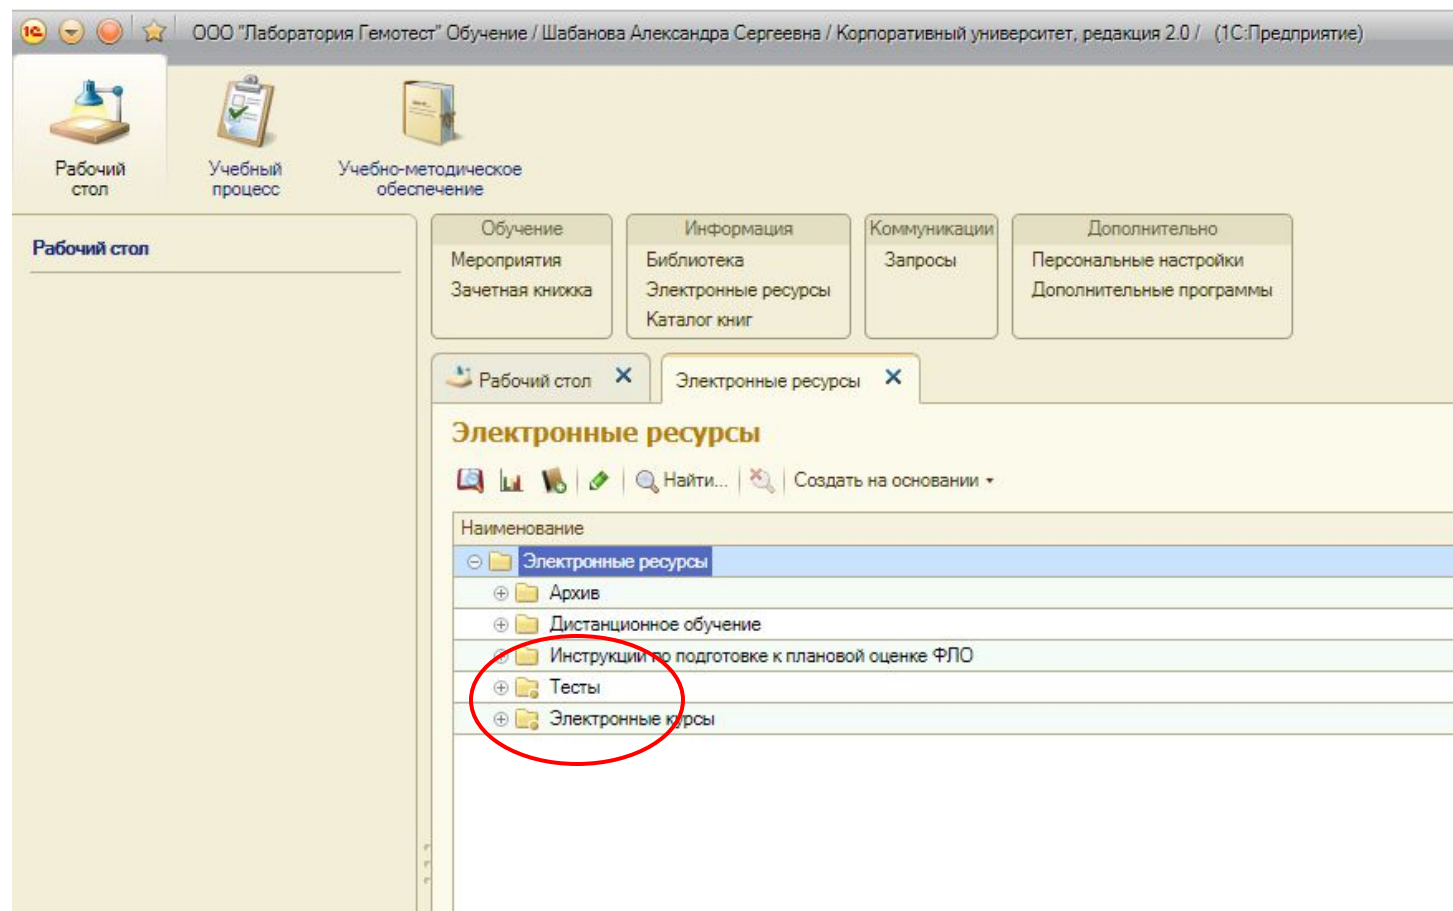 ООО "Лаборатория Гемотест" Обучение / Шабанова Александра Сергеевна / Корпоративный университет, редакция 2.0 / (1С:Предприятие)
Рабочий
стол
Учебный
процесс
Учебно-методическое
обеспечение
Рабочий стол
Обучение
Мероприятия
Зачетная книжка
Информация
Библиотека
Электронные ресурсы
Каталог книг
Коммуникации
Запросы
Дополнительно
Персональные настройки
Дополнительные программы
Рабочий стол
Электронные ресурсы
Электронные ресурсы
Найти...
Создать на основании
Наименование
Электронные ресурсы
Архив
Дистанционное обучение
Инструкции по подготовке к плановой оценке ФЛО
Тесты
Электронные курсы